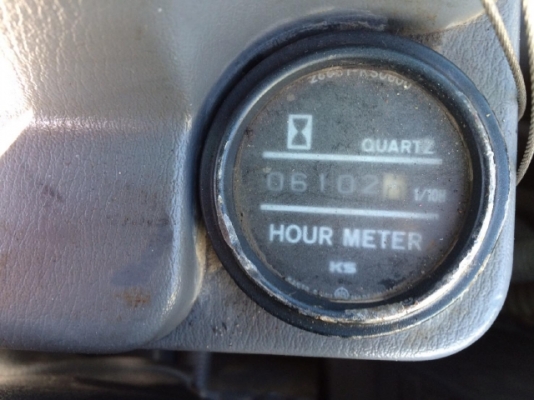 QUARTZ
06102 1/10H
HOUR METER
KS